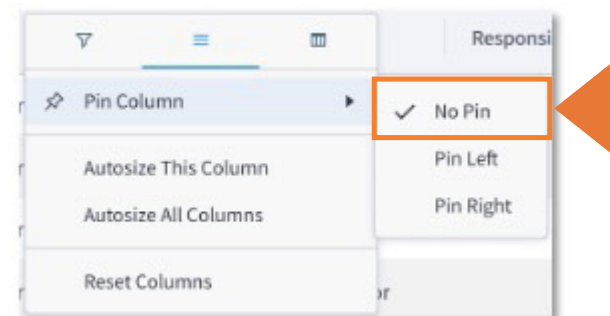 Responsi
Pin Column
No Pin
Autosize This Column
Pin Left
Autosize All Columns
Pin Right
Reset Columns
or